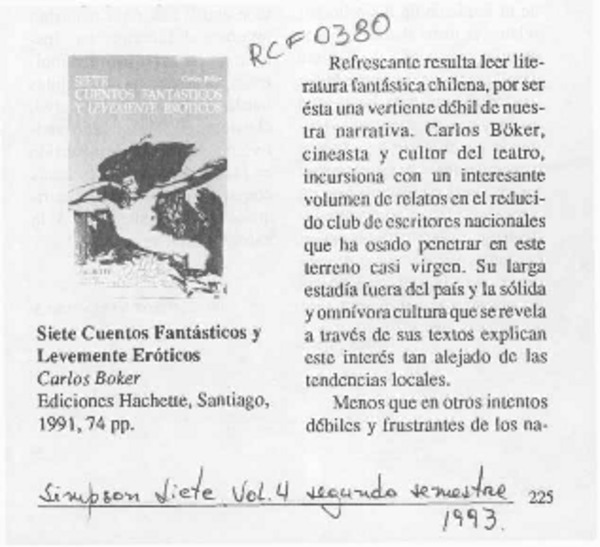 RCF 0380
SIETE Carlos Böker
CUENTOS FANTÁSTICOS
Y LEVEMENTE ERÓTICOS
Siete Cuentos Fantásticos y
Levemente Eróticos
Carlos Boker
Ediciones Hachette, Santiago,
1991, 74 pp.
Refrescante resulta leer lite-
ratura fantástica chilena, por ser
ésta una vertiente débil de nues-
tra narrativa. Carlos Böker,
cineasta y cultor del teatro,
incursiona con un interesante
volumen de relatos en el reduci-
do club de escritores nacionales
que ha osado penetrar en este
terreno casi virgen. Su larga
estadía fuera del país y la sólida
y omnívora cultura que se revela
a través de sus textos explican
este interés tan alejado de las
tendencias locales.
Menos que en otros intentos
débiles y frustrantes de los na-
Simpson Siete Vol. 4 segundo semestre 225
1993.